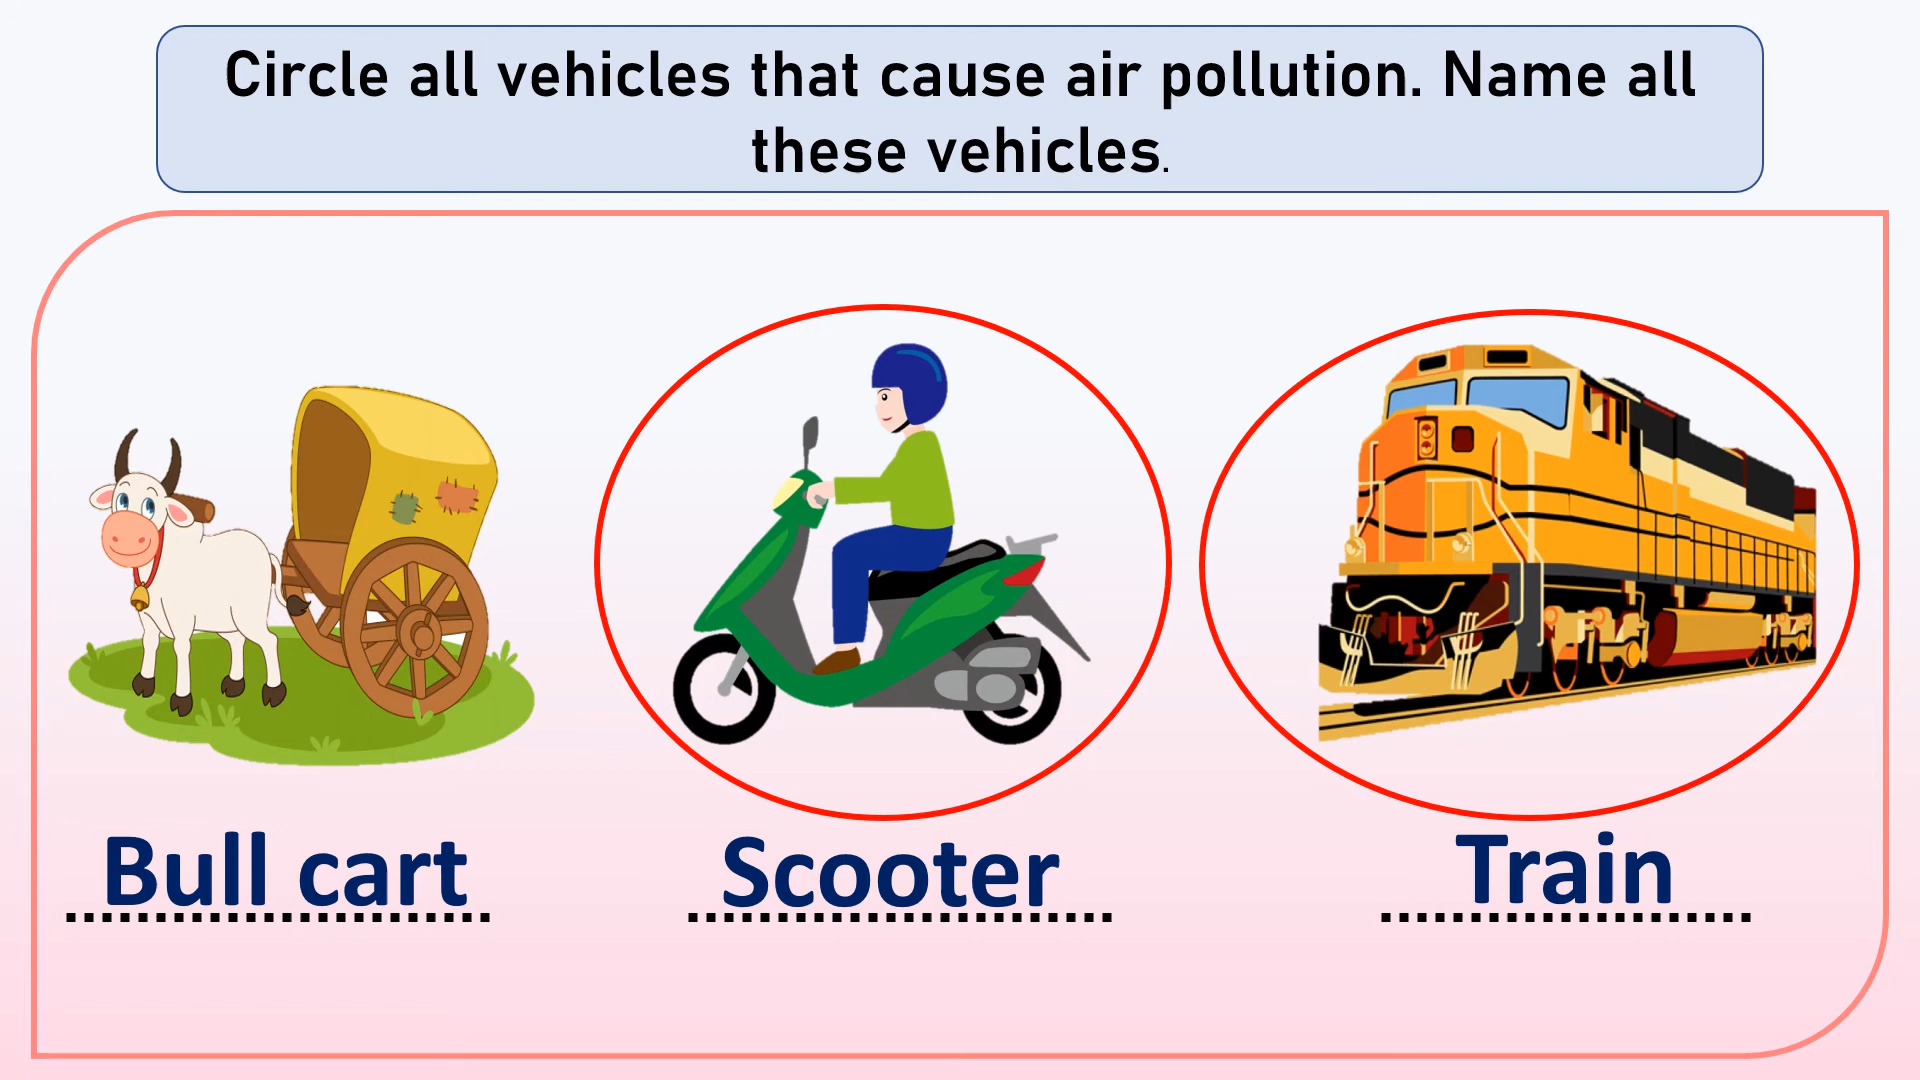 Circle all vehicles that cause air pollution. Name all
these vehicles.
Bull cart
Scooter
Train